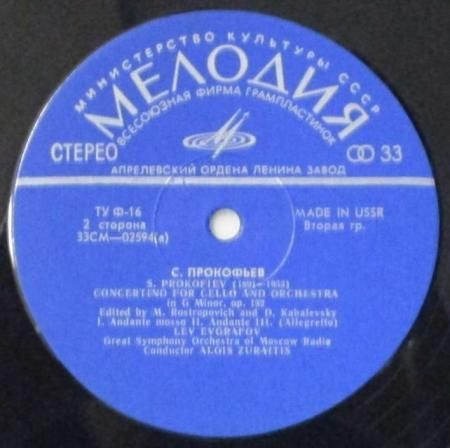 МИНИСТЕРСТВО КУЛЬТУРЫ СССР
МЕЛОДИЯ
ВСЕСОЮЗНАЯ ФИРМА ГРАМПЛАСТИНОК
СТЕРЕО
33
АПРЕЛЕВСКИЙ ОРДЕНА ЛЕНИНА ЗАВОД
ТУ Ф-16
2 сторона
33СМ—02594(а)
MADE IN USSR
Вторая гр.
С. ПРОКОФЬЕВ
S. PROKOFIEV (1891—1953)
CONCERTINO FOR CELLO AND ORCHESTRA
in G Minor, op. 132
Edited by M. Rostropovich and D. Kabalevsky
I. Andante mosso II. Andante III. (Allegretto)
LEV EVGRAFOV
Great Symphony Orchestra of Moscow Radio
Conductor ALGIS ZURAITIS